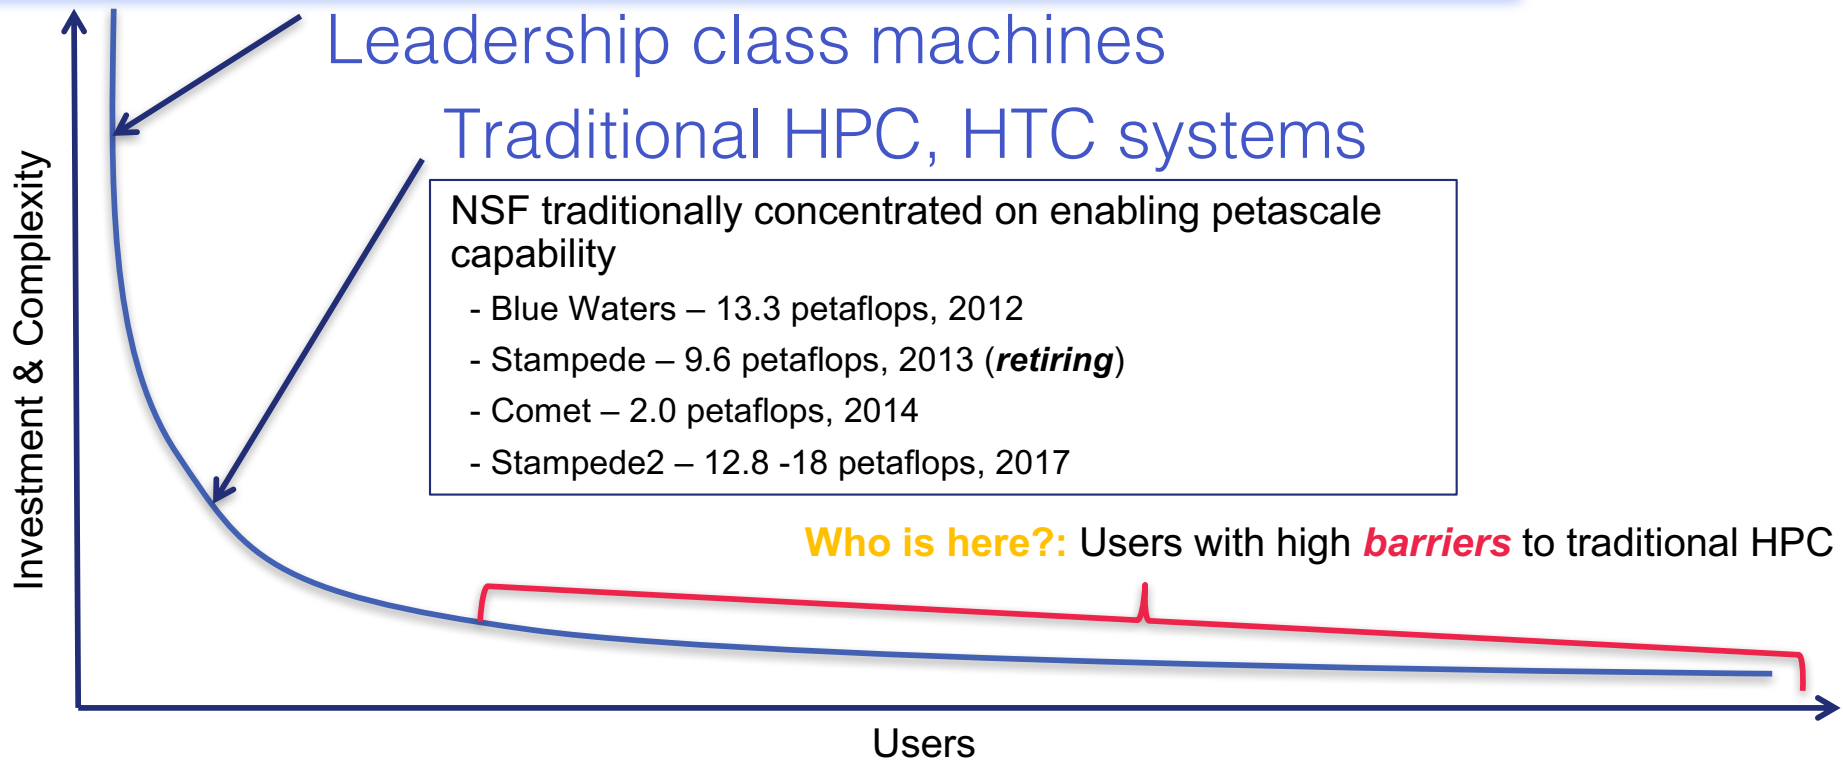 Leadership class machines
Traditional HPC, HTC systems
NSF traditionally concentrated on enabling petascale
capability
- Blue Waters – 13.3 petaflops, 2012
- Stampede – 9.6 petaflops, 2013 (retiring)
- Comet – 2.0 petaflops, 2014
- Stampede2 – 12.8 -18 petaflops, 2017
Who is here?: Users with high barriers to traditional HPC
Investment & Complexity
Users